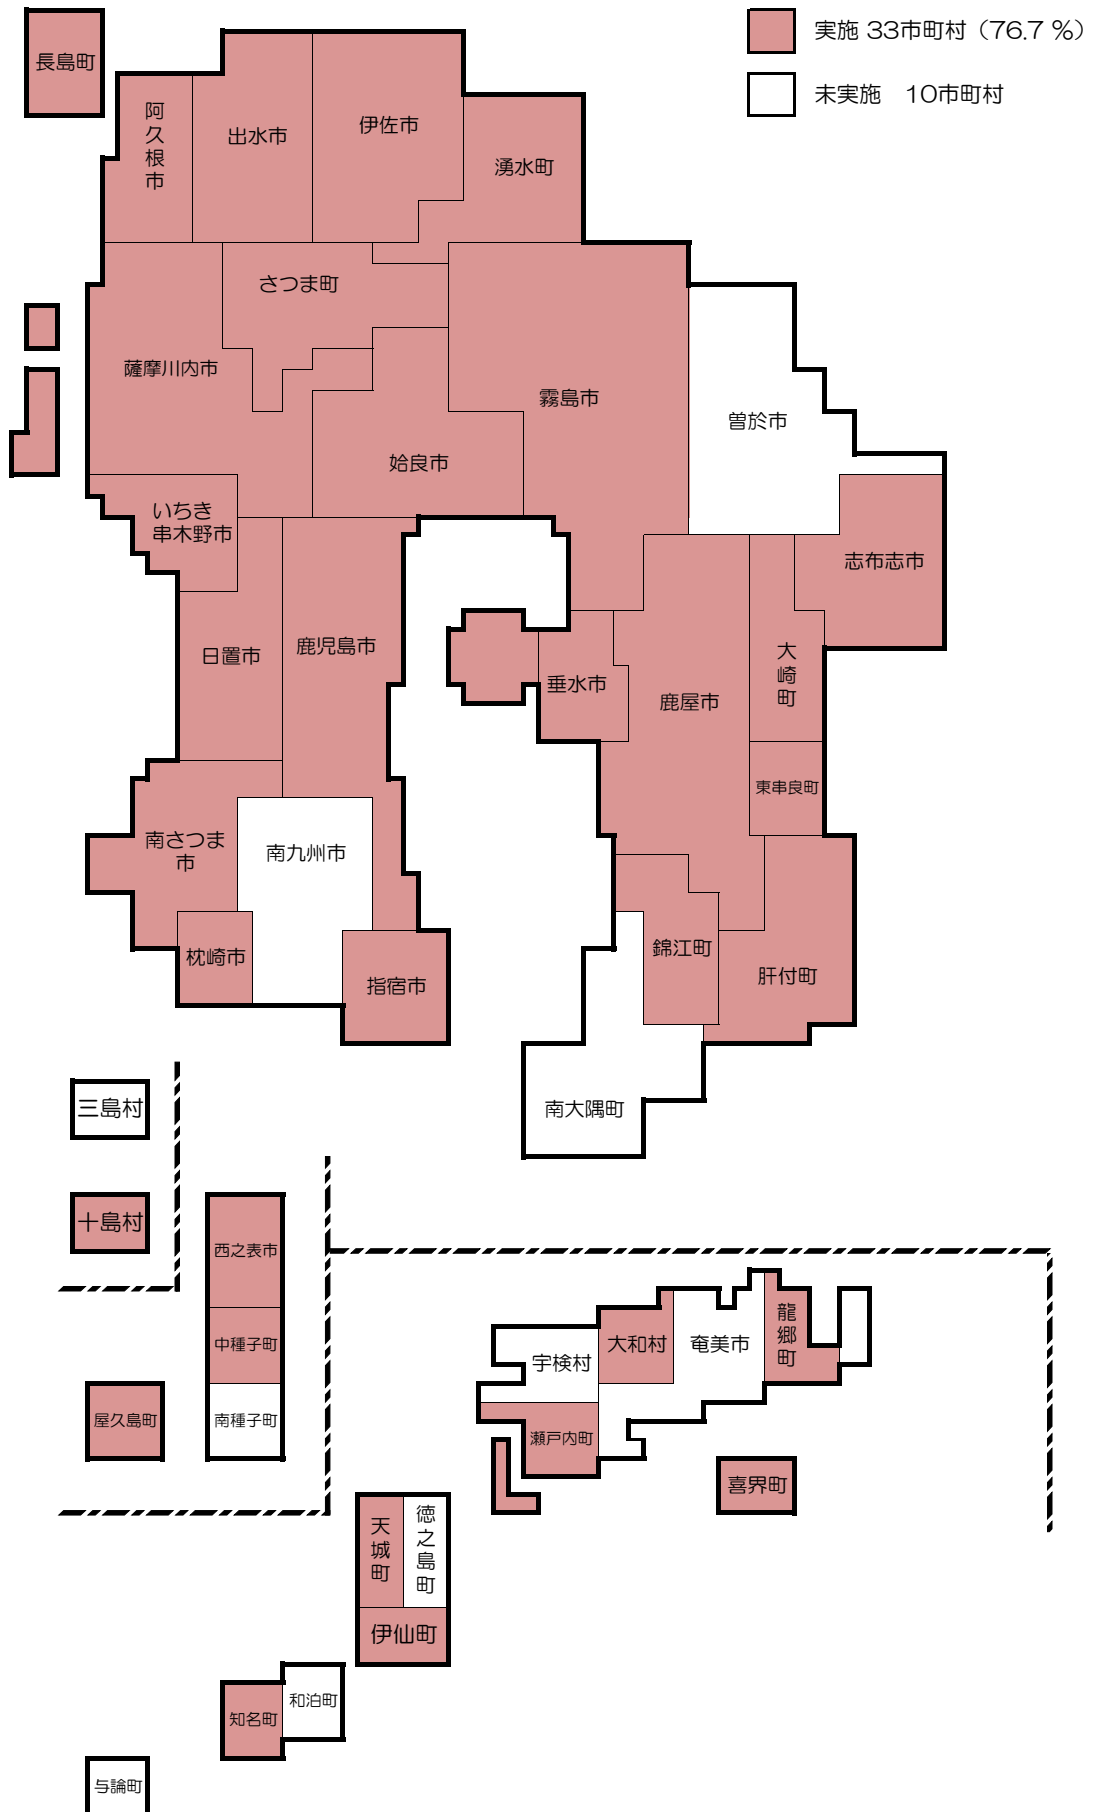 実施 33市町村（76.7 %）
未実施　10市町村
長島町
阿久根市
出水市
伊佐市
湧水町
さつま町
薩摩川内市
霧島市
曽於市
姶良市
いちき
串木野市
志布志市
日置市
鹿児島市
垂水市
鹿屋市
大崎町
東串良町
南さつま
市
南九州市
枕崎市
指宿市
錦江町
肝付町
南大隅町
三島村
十島村
西之表市
中種子町
南種子町
屋久島町
宇検村
大和村
奄美市
龍郷町
瀬戸内町
喜界町
天城町
徳之島町
伊仙町
知名町
和泊町
与論町